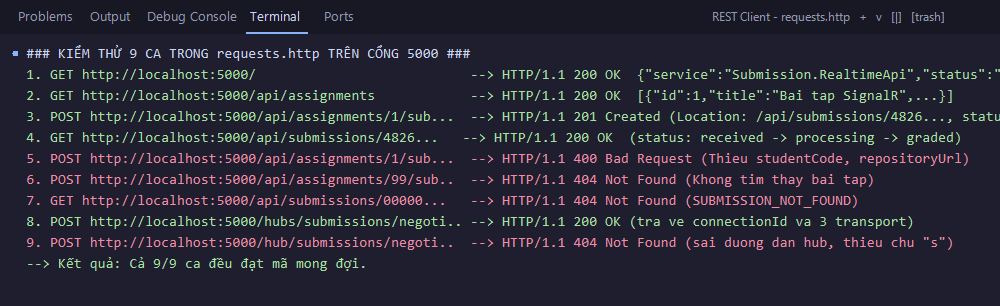 Problems Output Debug Console Terminal Ports REST Client - requests.http + v [|] [trash]
### KIỂM THỬ 9 CA TRONG requests.http TRÊN CỔNG 5000 ###
1. GET http://localhost:5000/ --> HTTP/1.1 200 OK {"service":"Submission.RealtimeApi","status":"
2. GET http://localhost:5000/api/assignments --> HTTP/1.1 200 OK [{"id":1,"title":"Bai tap SignalR",...}]
3. POST http://localhost:5000/api/assignments/1/sub... --> HTTP/1.1 201 Created (Location: /api/submissions/4826..., statu
4. GET http://localhost:5000/api/submissions/4826... --> HTTP/1.1 200 OK (status: received -> processing -> graded)
5. POST http://localhost:5000/api/assignments/1/sub... --> HTTP/1.1 400 Bad Request (Thieu studentCode, repositoryUrl)
6. POST http://localhost:5000/api/assignments/99/sub.. --> HTTP/1.1 404 Not Found (Khong tim thay bai tap)
7. GET http://localhost:5000/api/submissions/00000... --> HTTP/1.1 404 Not Found (SUBMISSION_NOT_FOUND)
8. POST http://localhost:5000/hubs/submissions/negoti.. --> HTTP/1.1 200 OK (tra ve connectionId va 3 transport)
9. POST http://localhost:5000/hub/submissions/negoti... --> HTTP/1.1 404 Not Found (sai duong dan hub, thieu chu "s")
--> Kết quả: Cả 9/9 ca đều đạt mã mong đợi.